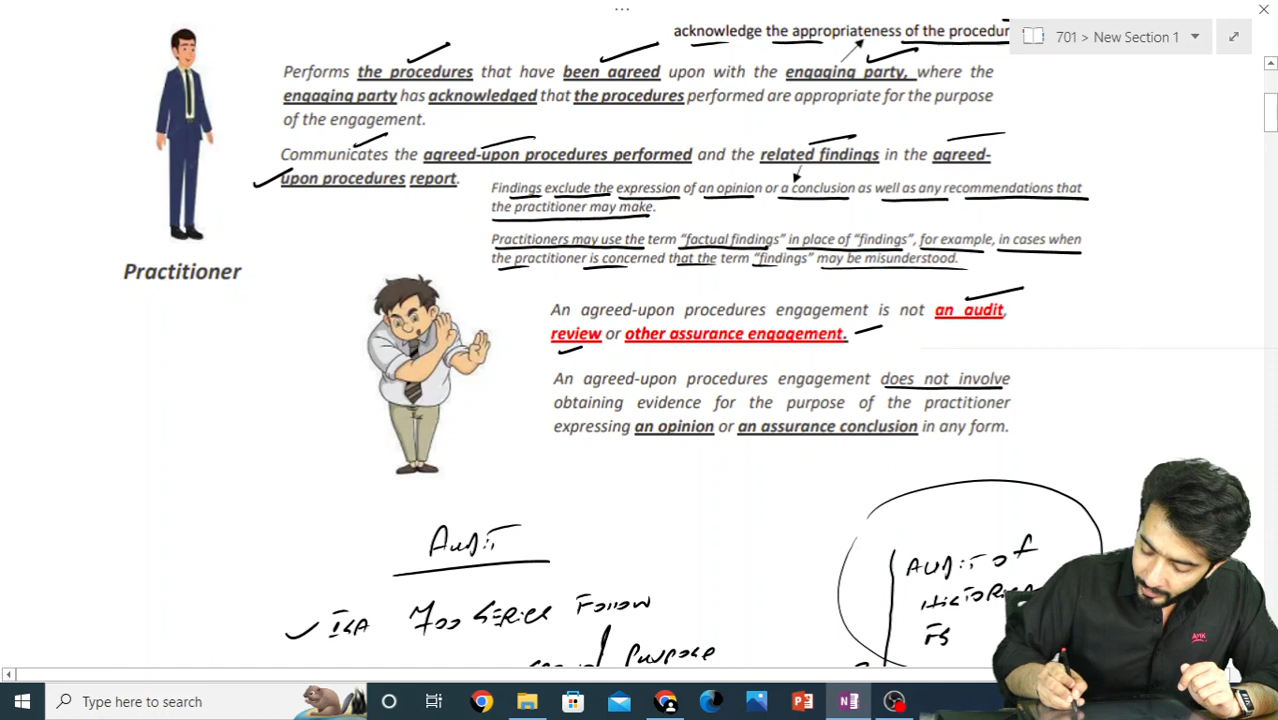 acknowledge the appropriateness of the procedur
701 > New Section 1
Performs the procedures that have been agreed upon with the engaging party, where the
engaging party has acknowledged that the procedures performed are appropriate for the purpose
of the engagement.
Communicates the agreed-upon procedures performed and the related findings in the agreed-
upon procedures report.
Findings exclude the expression of an opinion or a conclusion as well as any recommendations that
the practitioner may make.
Practitioners may use the term “factual findings” in place of “findings”, for example, in cases when
the practitioner is concerned that the term “findings” may be misunderstood.
Practitioner
An agreed-upon procedures engagement is not an audit,
review or other assurance engagement.
An agreed-upon procedures engagement does not involve
obtaining evidence for the purpose of the practitioner
expressing an opinion or an assurance conclusion in any form.
Audit
Audit of
Historical
FS
ISA 700 Series Follow
Purpose
Type here to search